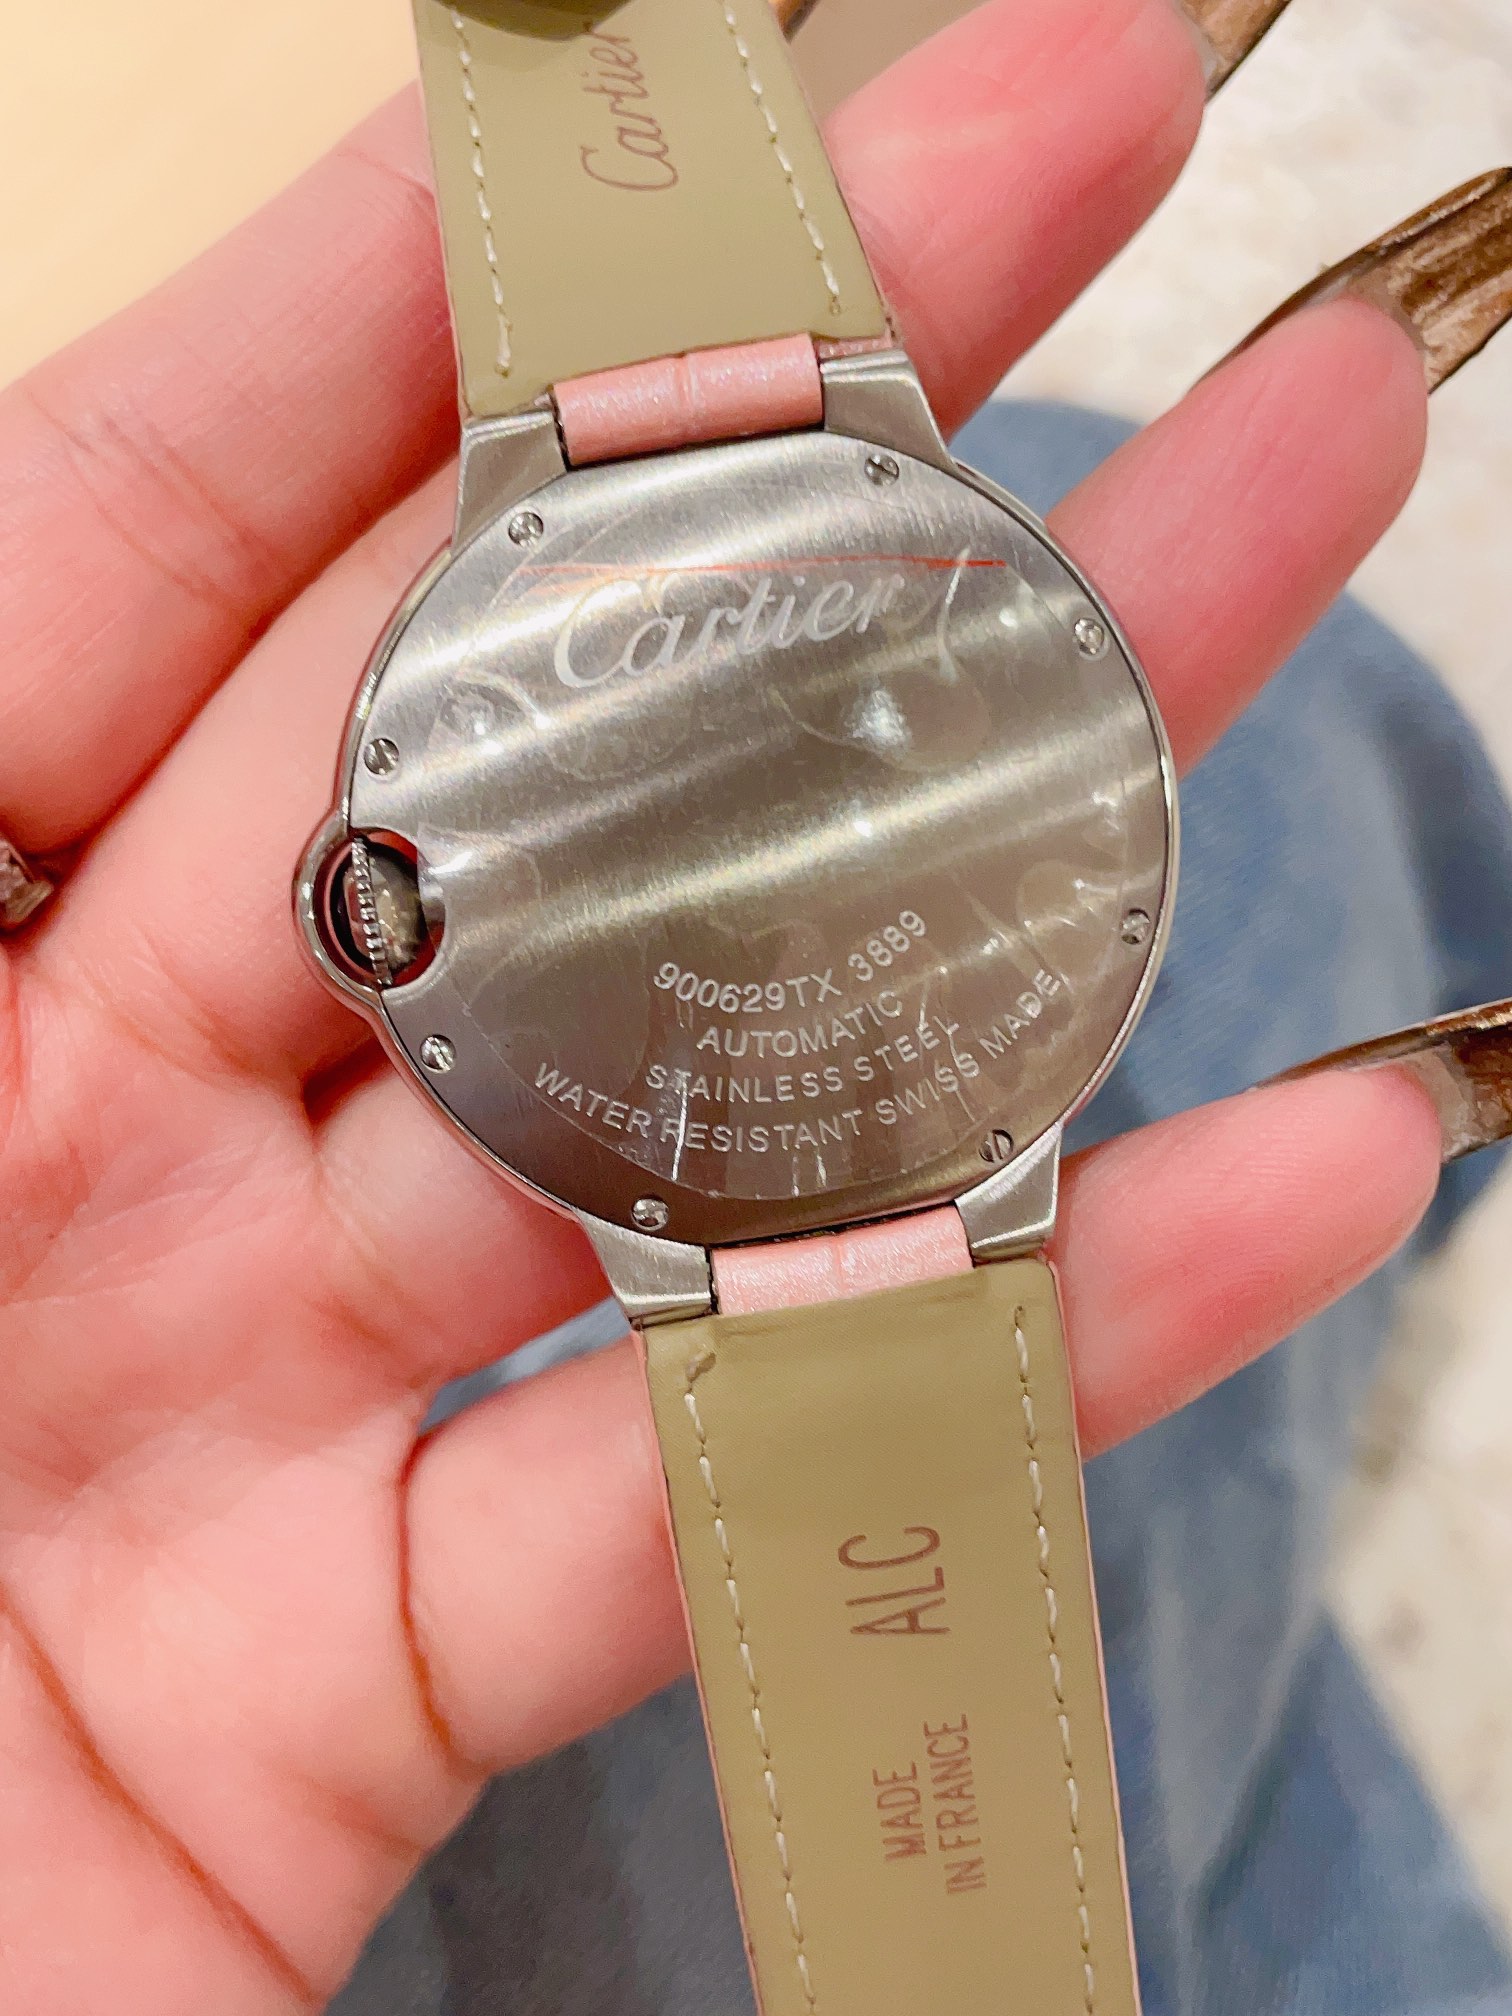 Cartier
Cartier
900629TX 3889
AUTOMATIC
STAINLESS STEEL
WATER RESISTANT SWISS MADE
ALC
MADE
IN FRANCE